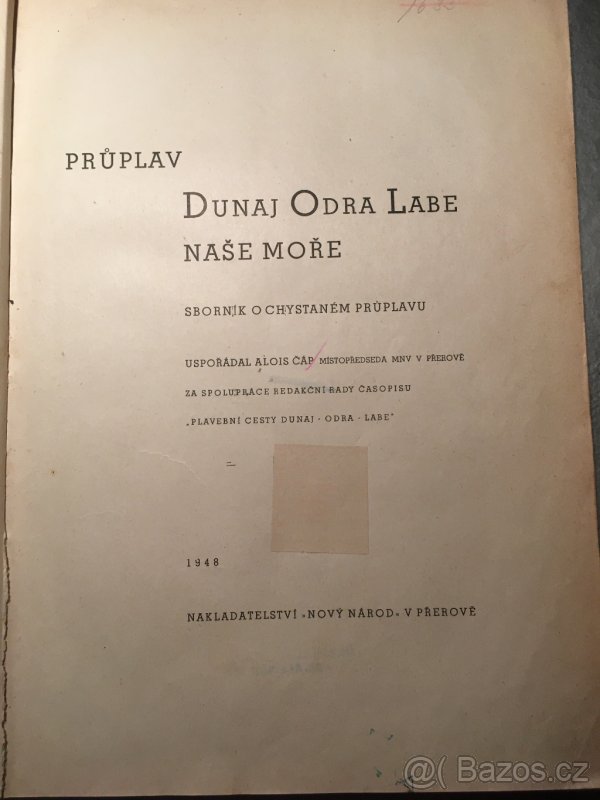 PRŮPLAV
DUNAJ ODRA LABE
NAŠE MOŘE
SBORNÍK O CHYSTANÉM PRŮPLAVU
USPOŘÁDAL ALOIS ČÁP MÍSTOPŘEDSEDA MNV V PŘEROVĚ
ZA SPOLUPRÁCE REDAKČNÍ RADY ČASOPISU
„PLAVEBNÍ CESTY DUNAJ - ODRA - LABE"
1948
NAKLADATELSTVÍ »NOVÝ NÁROD« V PŘEROVĚ
Bazos.cz